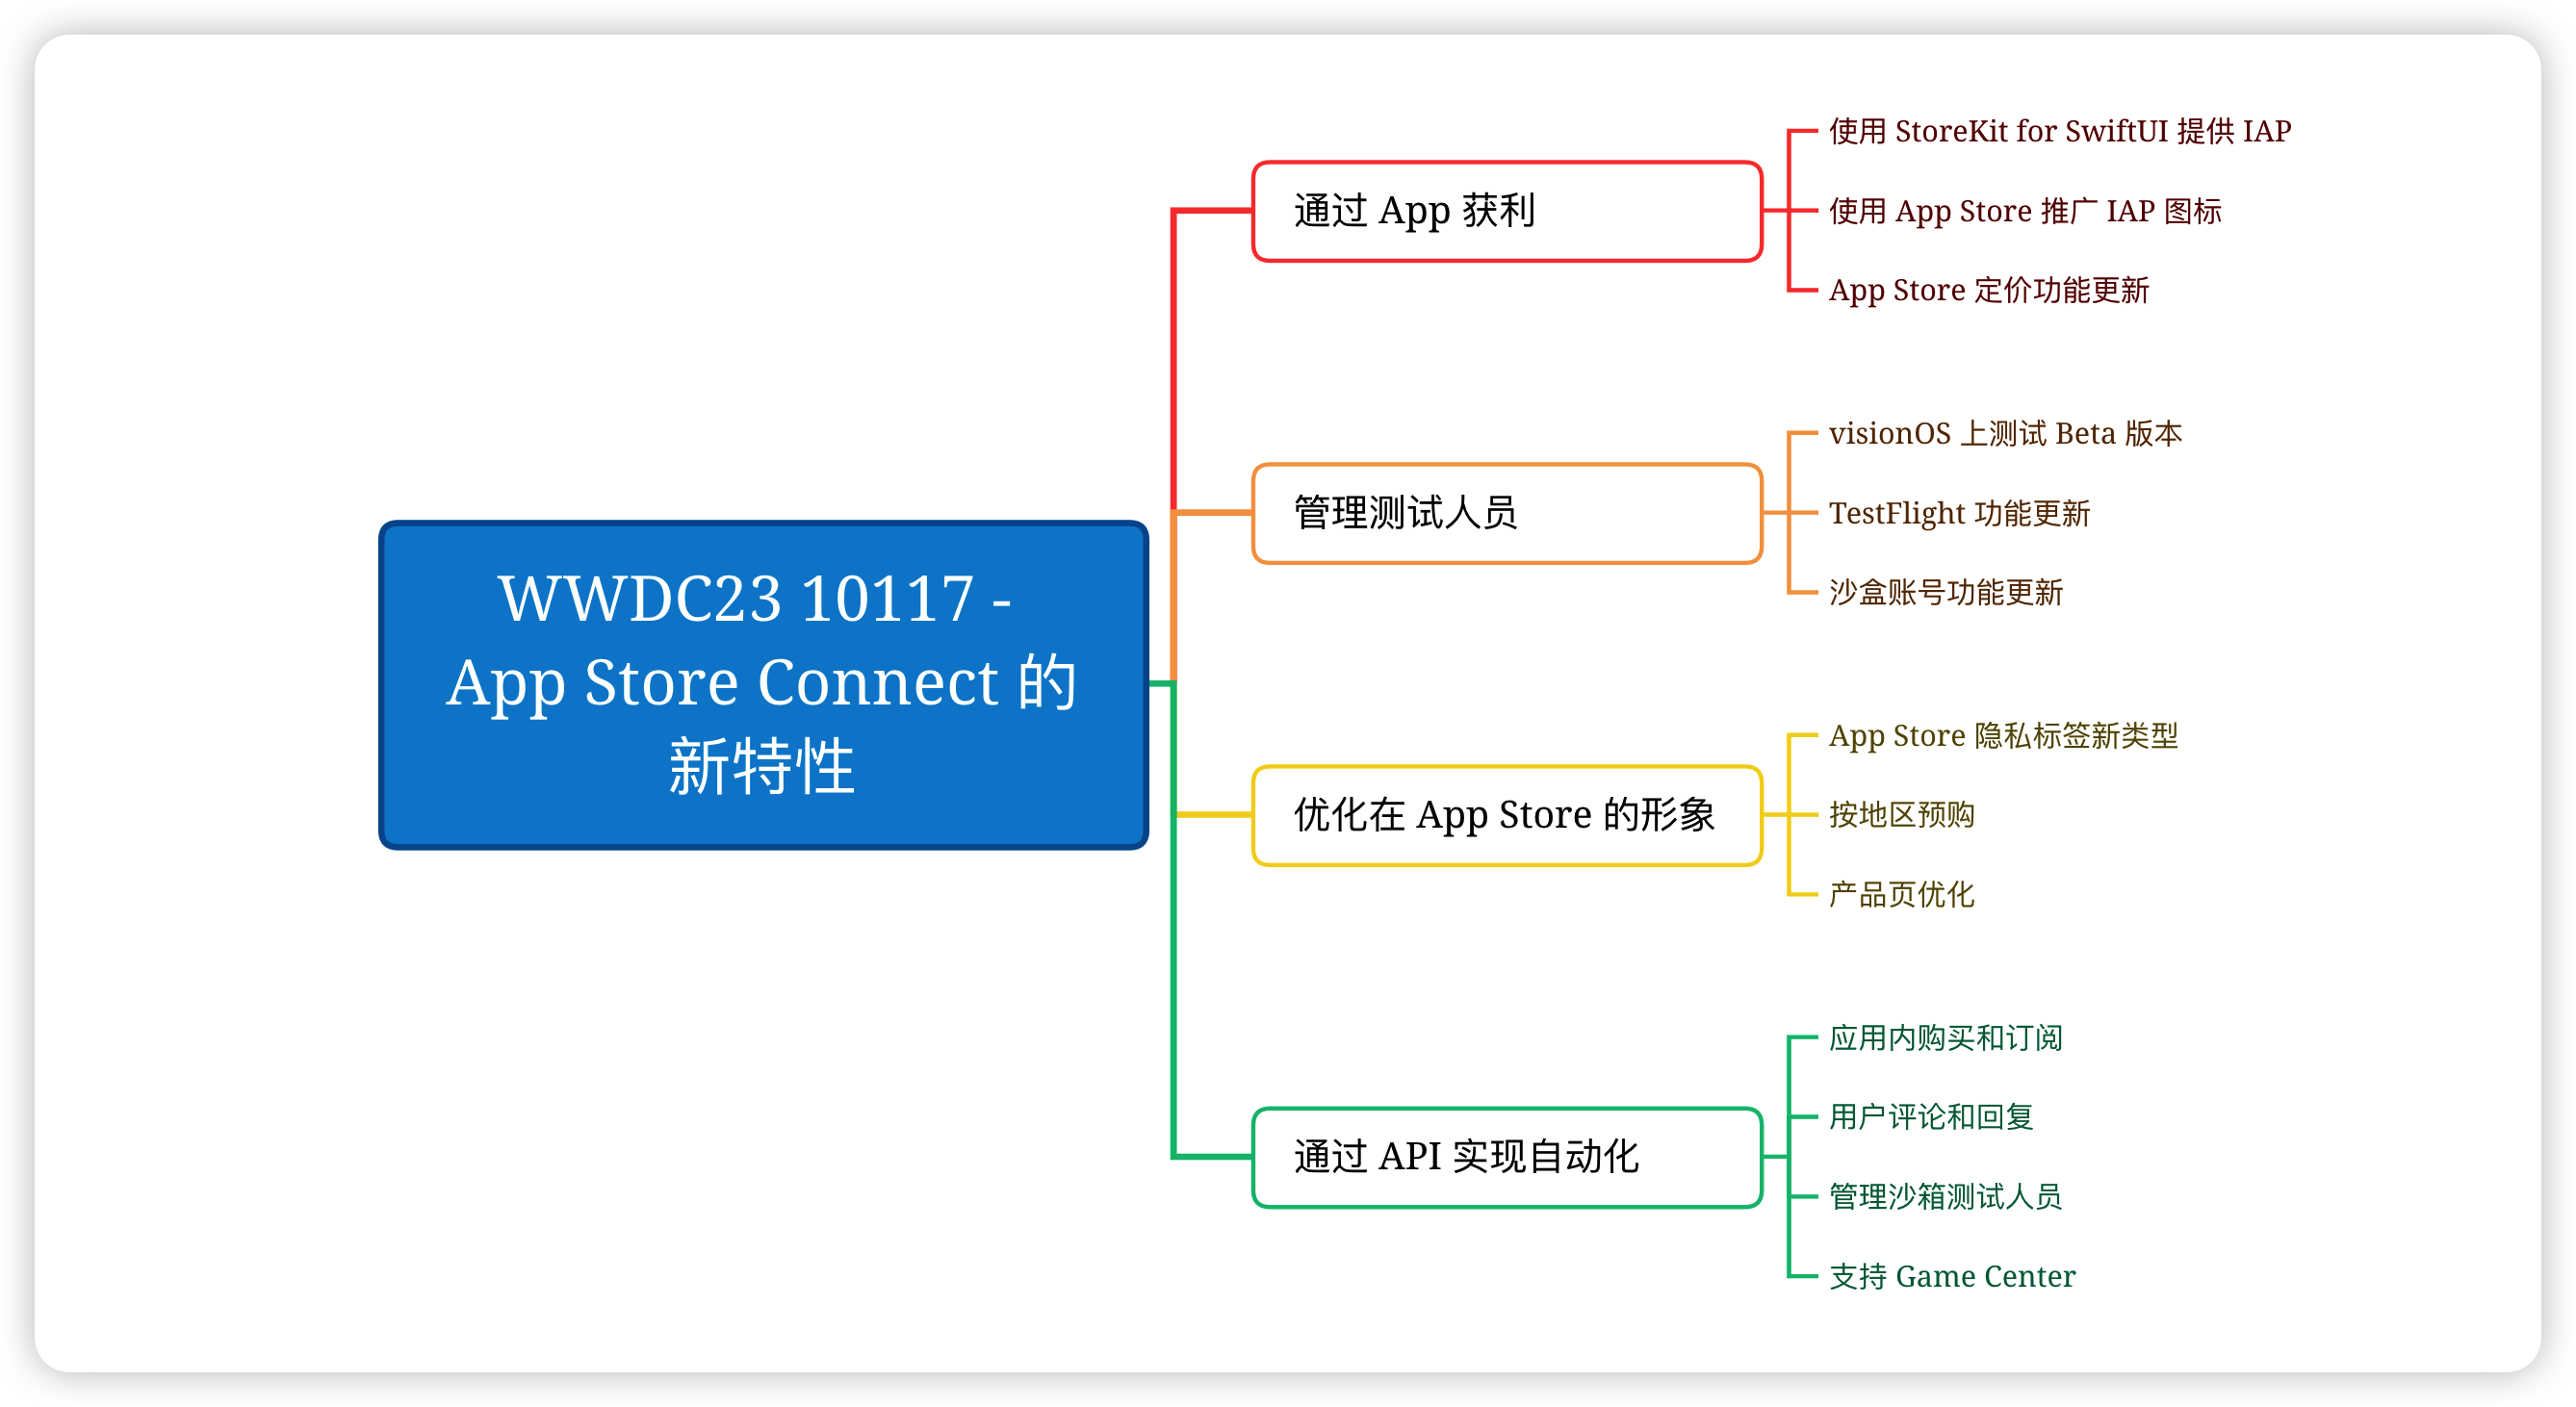 WWDC23 10117 -
App Store Connect 的
新特性
通过 App 获利
使用 StoreKit for SwiftUI 提供 IAP
使用 App Store 推广 IAP 图标
App Store 定价功能更新
管理测试人员
visionOS 上测试 Beta 版本
TestFlight 功能更新
沙盒账号功能更新
优化在 App Store 的形象
App Store 隐私标签新类型
按地区预购
产品页优化
通过 API 实现自动化
应用内购买和订阅
用户评论和回复
管理沙箱测试人员
支持 Game Center